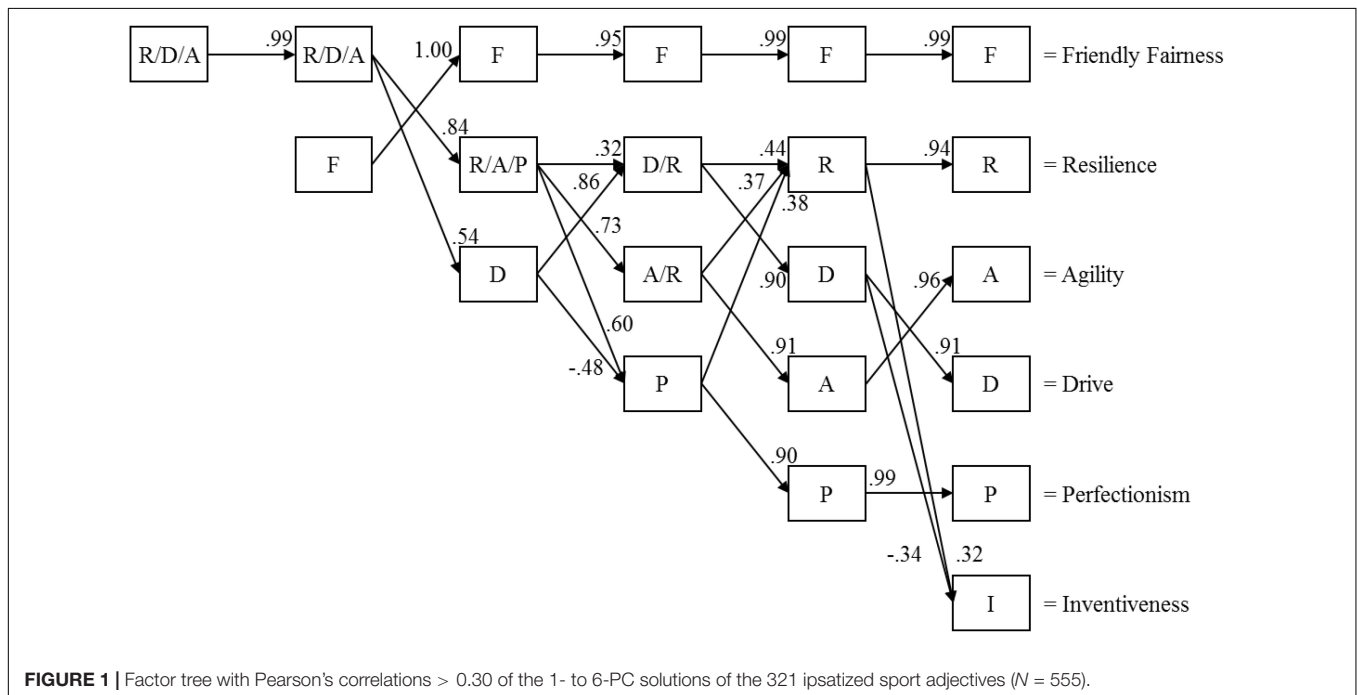 R/D/A .99 R/D/A 1.00 F .95 F .99 F .99 F = Friendly Fairness
F .84 R/A/P .32 D/R .44 R .94 R = Resilience
.86 .37 .38
.54 D .73 A/R .90 D .96 A = Agility
-.48 .60 P .91 A .91 D = Drive
.90 P .99 P = Perfectionism
-.34 .32
I = Inventiveness
FIGURE 1 | Factor tree with Pearson's correlations > 0.30 of the 1- to 6-PC solutions of the 321 ipsatized sport adjectives (N = 555).